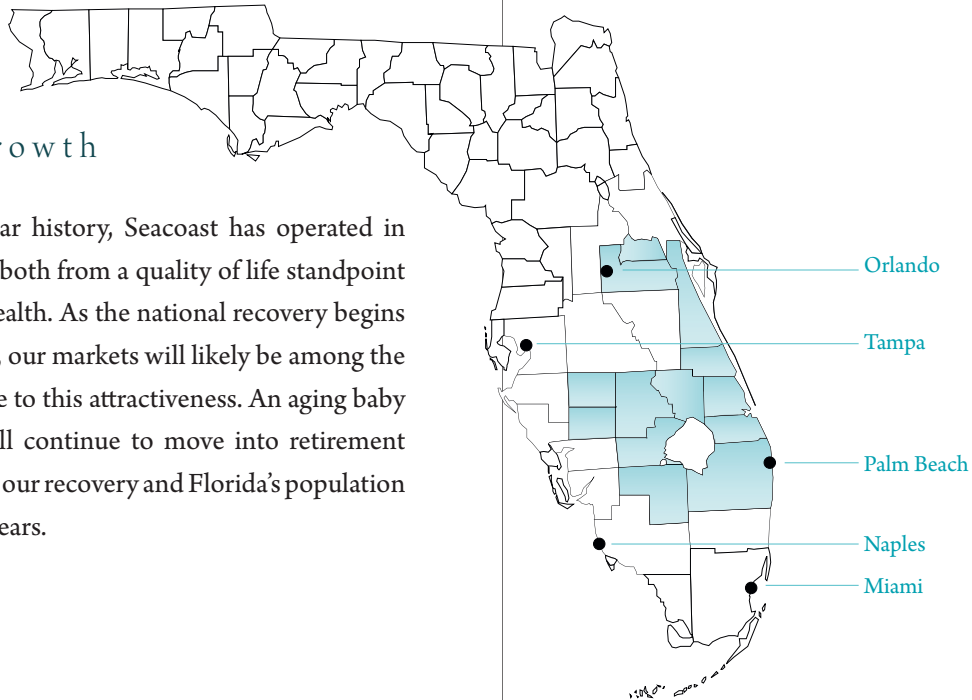 owth
ar history, Seacoast has operated in
both from a quality of life standpoint
ealth. As the national recovery begins
, our markets will likely be among the
e to this attractiveness. An aging baby
ll continue to move into retirement
our recovery and Florida’s population
ears.
Orlando
Tampa
Palm Beach
Naples
Miami